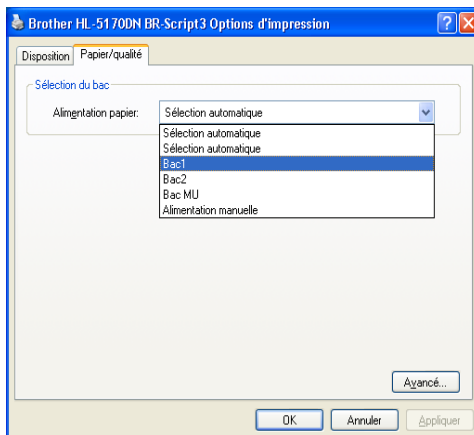 Brother HL-5170DN BR-Script3 Options d'impression
Disposition Papier/qualité
Sélection du bac
Alimentation papier: Sélection automatique
Sélection automatique
Sélection automatique
Bac1
Bac2
Bac MU
Alimentation manuelle
Avancé...
OK Annuler Appliquer